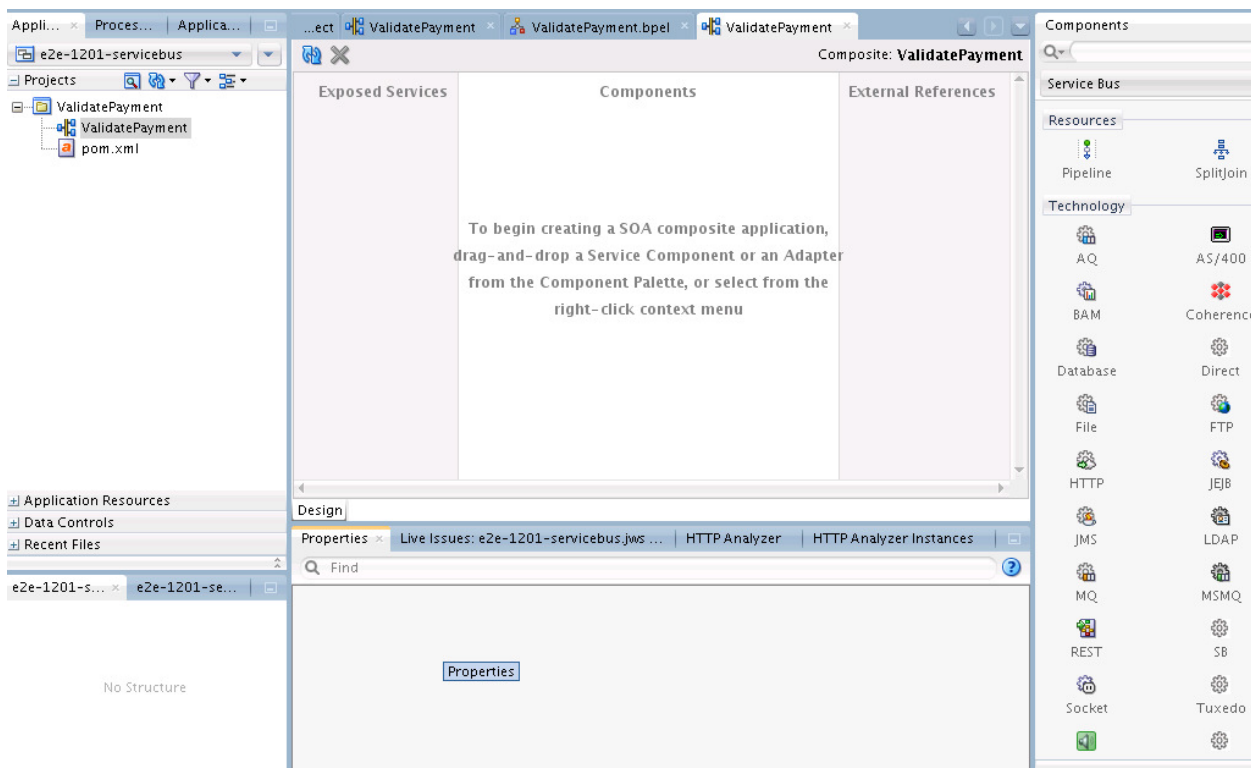 Appli... Proces... Applica...
e2e-1201-servicebus
Projects
ValidatePayment
ValidatePayment
pom.xml
Application Resources
Data Controls
Recent Files
e2e-1201-s... e2e-1201-se...
No Structure
...ect ValidatePayment ValidatePayment.bpel ValidatePayment
Composite: ValidatePayment
Exposed Services Components External References
To begin creating a SOA composite application,
drag-and-drop a Service Component or an Adapter
from the Component Palette, or select from the
right-click context menu
Design
Properties Live Issues: e2e-1201-servicebus.jws ... HTTP Analyzer HTTP Analyzer Instances
Find
Properties
Components
Service Bus
Resources
Pipeline SplitJoin
Technology
AQ AS/400
BAM Coherenc
Database Direct
File FTP
HTTP JEJB
JMS LDAP
MQ MSMQ
REST SB
Socket Tuxedo